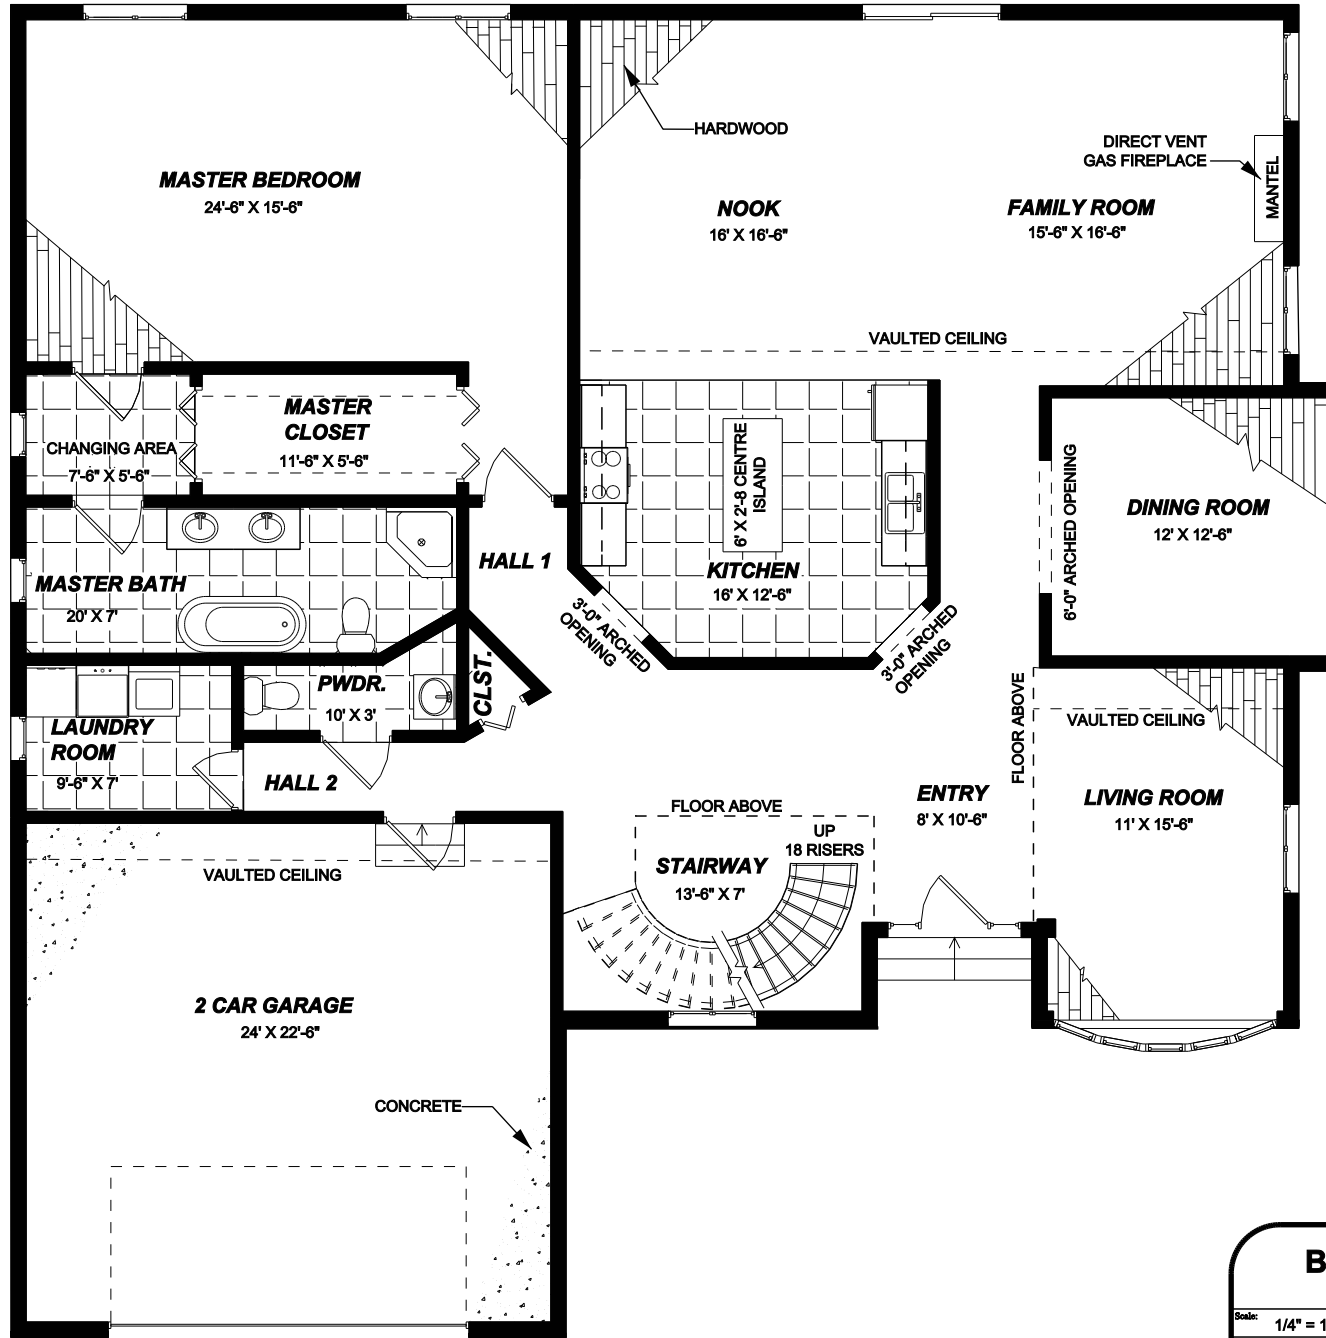 HARDWOOD
DIRECT VENT
GAS FIREPLACE
MANTEL
MASTER BEDROOM
24'-6" X 15'-6"
NOOK
16' X 16'-6"
FAMILY ROOM
15'-6" X 16'-6"
VAULTED CEILING
MASTER
CLOSET
11'-6" X 5'-6"
CHANGING AREA
7'-6" X 5'-6"
6' X 2'-8 CENTRE
ISLAND
6'-0" ARCHED OPENING
DINING ROOM
12' X 12'-6"
HALL 1
KITCHEN
16' X 12'-6"
MASTER BATH
20' X 7'
3'-0" ARCHED
OPENING
3'-0" ARCHED
OPENING
CLST.
PWDR.
10' X 3'
LAUNDRY
ROOM
9'-6" X 7'
HALL 2
FLOOR ABOVE
VAULTED CEILING
ENTRY
8' X 10'-6"
LIVING ROOM
11' X 15'-6"
FLOOR ABOVE
UP
18 RISERS
STAIRWAY
13'-6" X 7'
VAULTED CEILING
2 CAR GARAGE
24' X 22'-6"
CONCRETE
B
Scale:
1/4" = 1